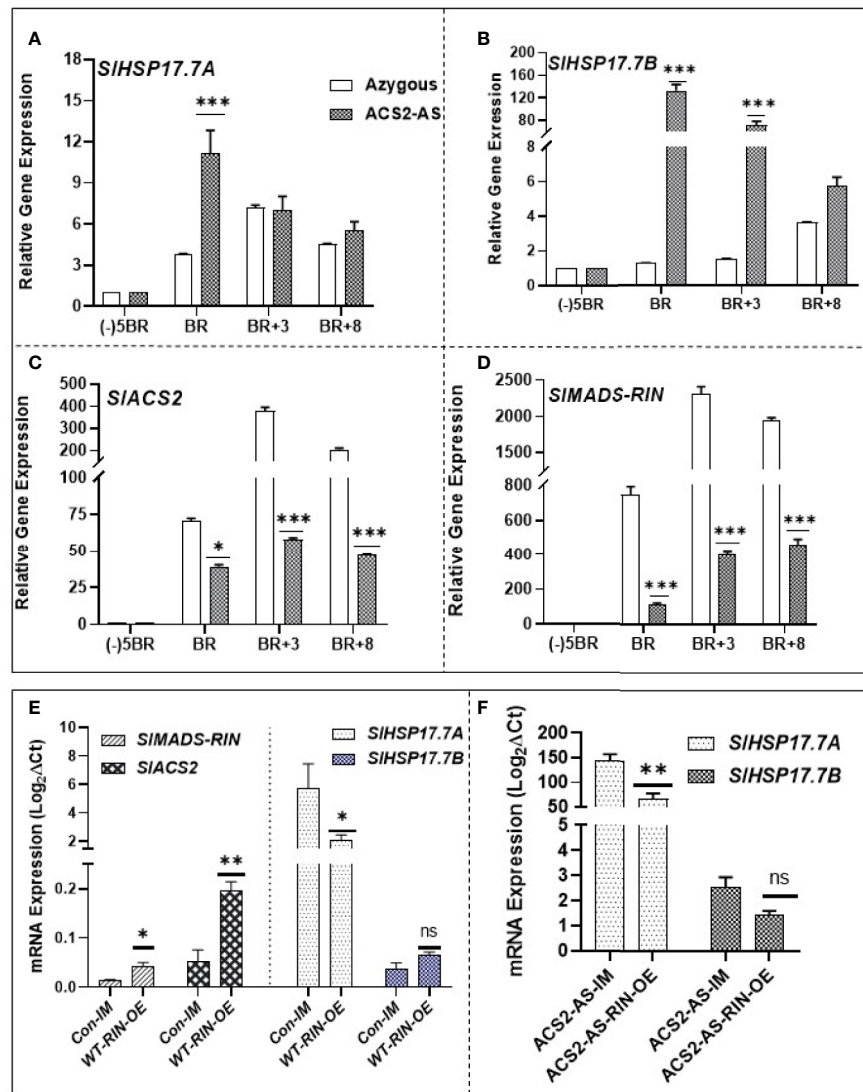 A
SlHSP17.7A
Relative Gene Expression
18
15
12
9
6
3
0
Azygous
ACS2-AS
***
(-)5BR BR BR+3 BR+8
B
SlHSP17.7B
Relative Gene Expression
200
160
120
80
6
4
2
0
***
***
(-)5BR BR BR+3 BR+8
C
SlACS2
Relative Gene Expression
500
400
300
200
100
75
50
25
0
*
***
***
(-)5BR BR BR+3 BR+8
D
SlMADS-RIN
Relative Gene Expression
2500
2000
1500
800
600
400
200
0
***
***
***
(-)5BR BR BR+3 BR+8
E
mRNA Expression (Log2ΔCt)
10
8
6
4
2
0.2
0.1
0.0
SlMADS-RIN
SlACS2
SlHSP17.7A
SlHSP17.7B
*
**
*
ns
Con-IM
WT-RIN-OE
Con-IM
WT-RIN-OE
Con-IM
WT-RIN-OE
Con-IM
WT-RIN-OE
F
mRNA Expression (Log2ΔCt)
200
150
100
50
5
4
3
2
1
0
SlHSP17.7A
SlHSP17.7B
**
ns
ACS2-AS-IM
ACS2-AS-RIN-OE
ACS2-AS-IM
ACS2-AS-RIN-OE